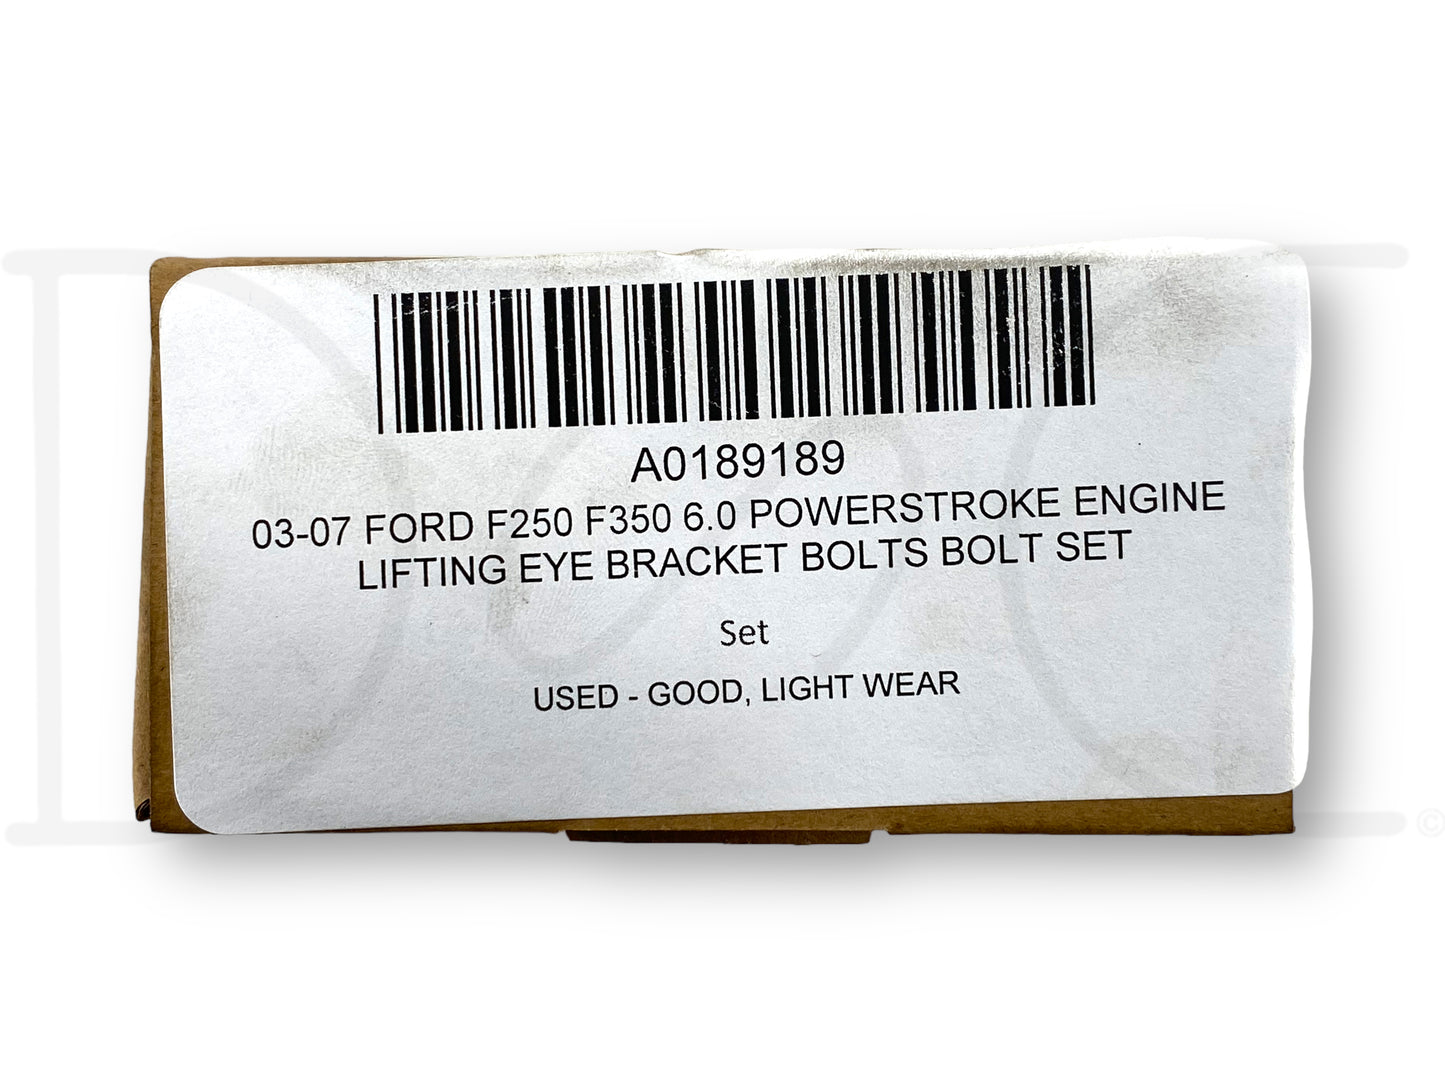 A0189189
03-07 FORD F250 F350 6.0 POWERSTROKE ENGINE
LIFTING EYE BRACKET BOLTS BOLT SET
Set
USED - GOOD, LIGHT WEAR
©